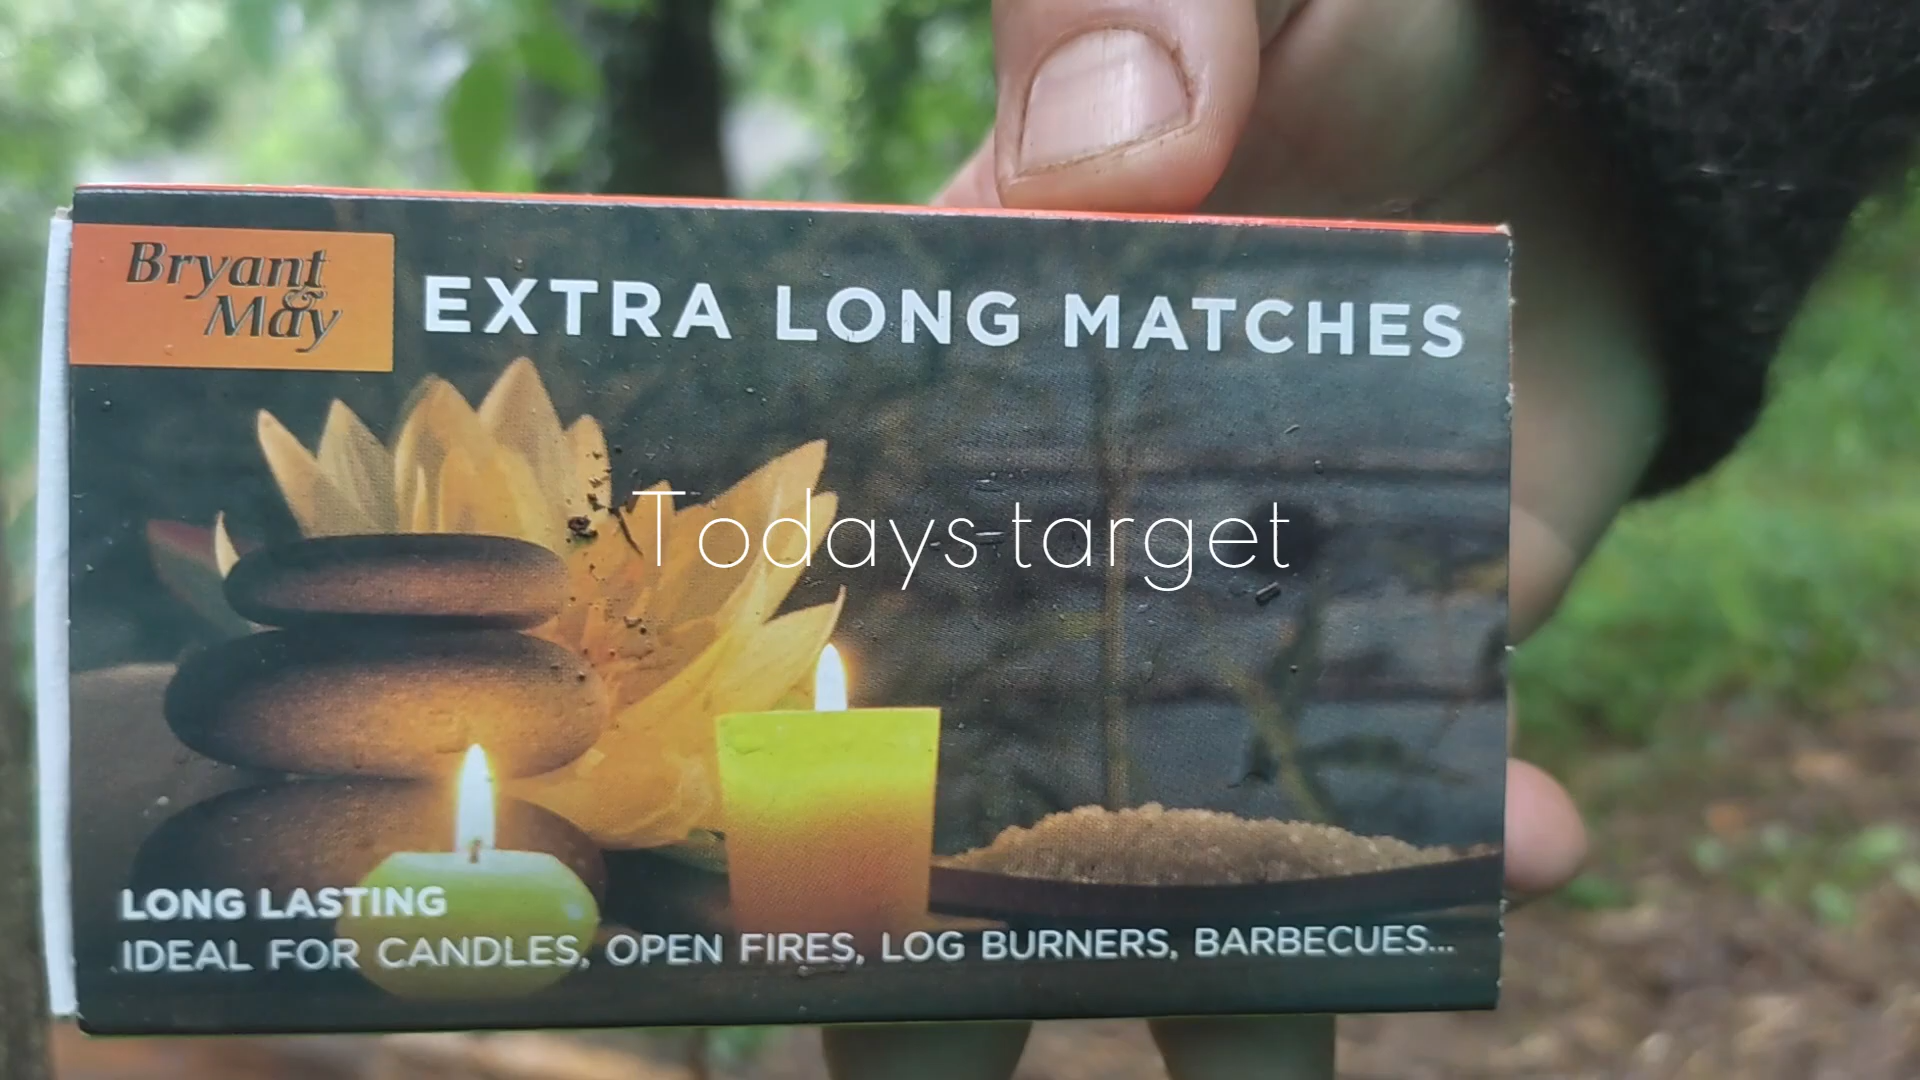 Bryant
&
May
EXTRA LONG MATCHES
Todays target
LONG LASTING
IDEAL FOR CANDLES, OPEN FIRES, LOG BURNERS, BARBECUES...